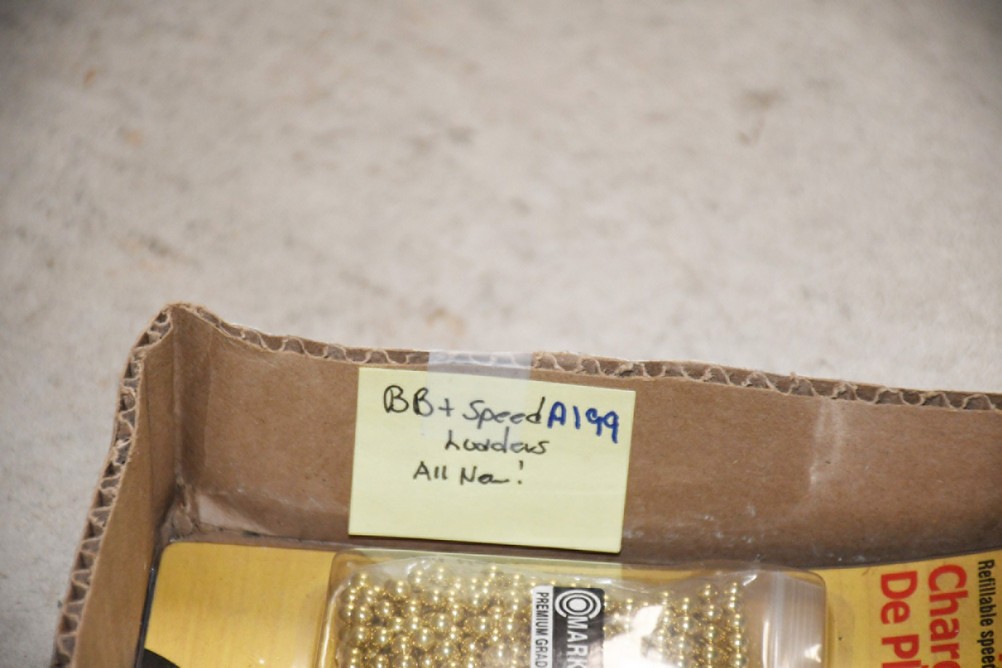 BB + Speed A199
Loaders
All New!
MARK
PREMIUM GRAD
Refillable spee
Char
De Pl